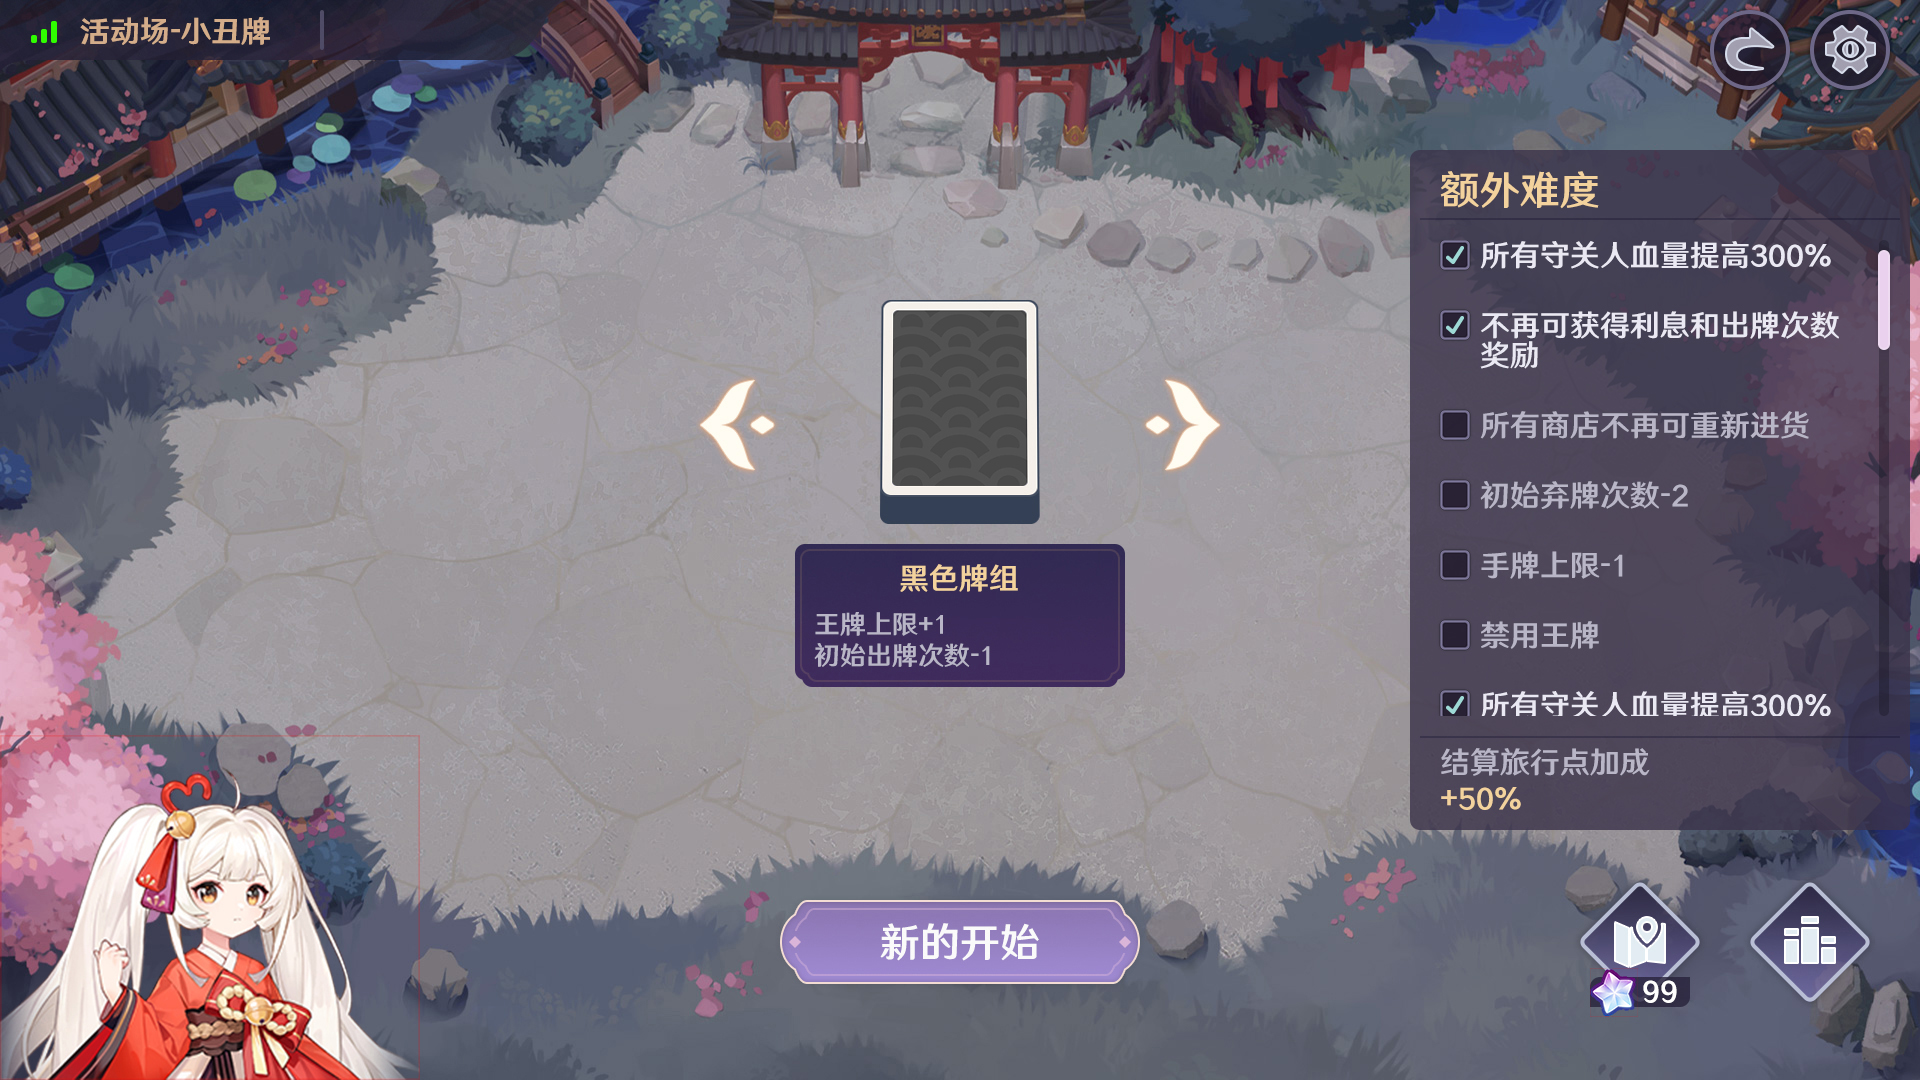 活动场-小丑牌
额外难度
所有守关人血量提高300%
不再可获得利息和出牌次数
奖励
所有商店不再可重新进货
初始弃牌次数-2
手牌上限-1
禁用王牌
所有守关人血量提高300%
结算旅行点加成
+50%
黑色牌组
王牌上限+1
初始出牌次数-1
新的开始
99